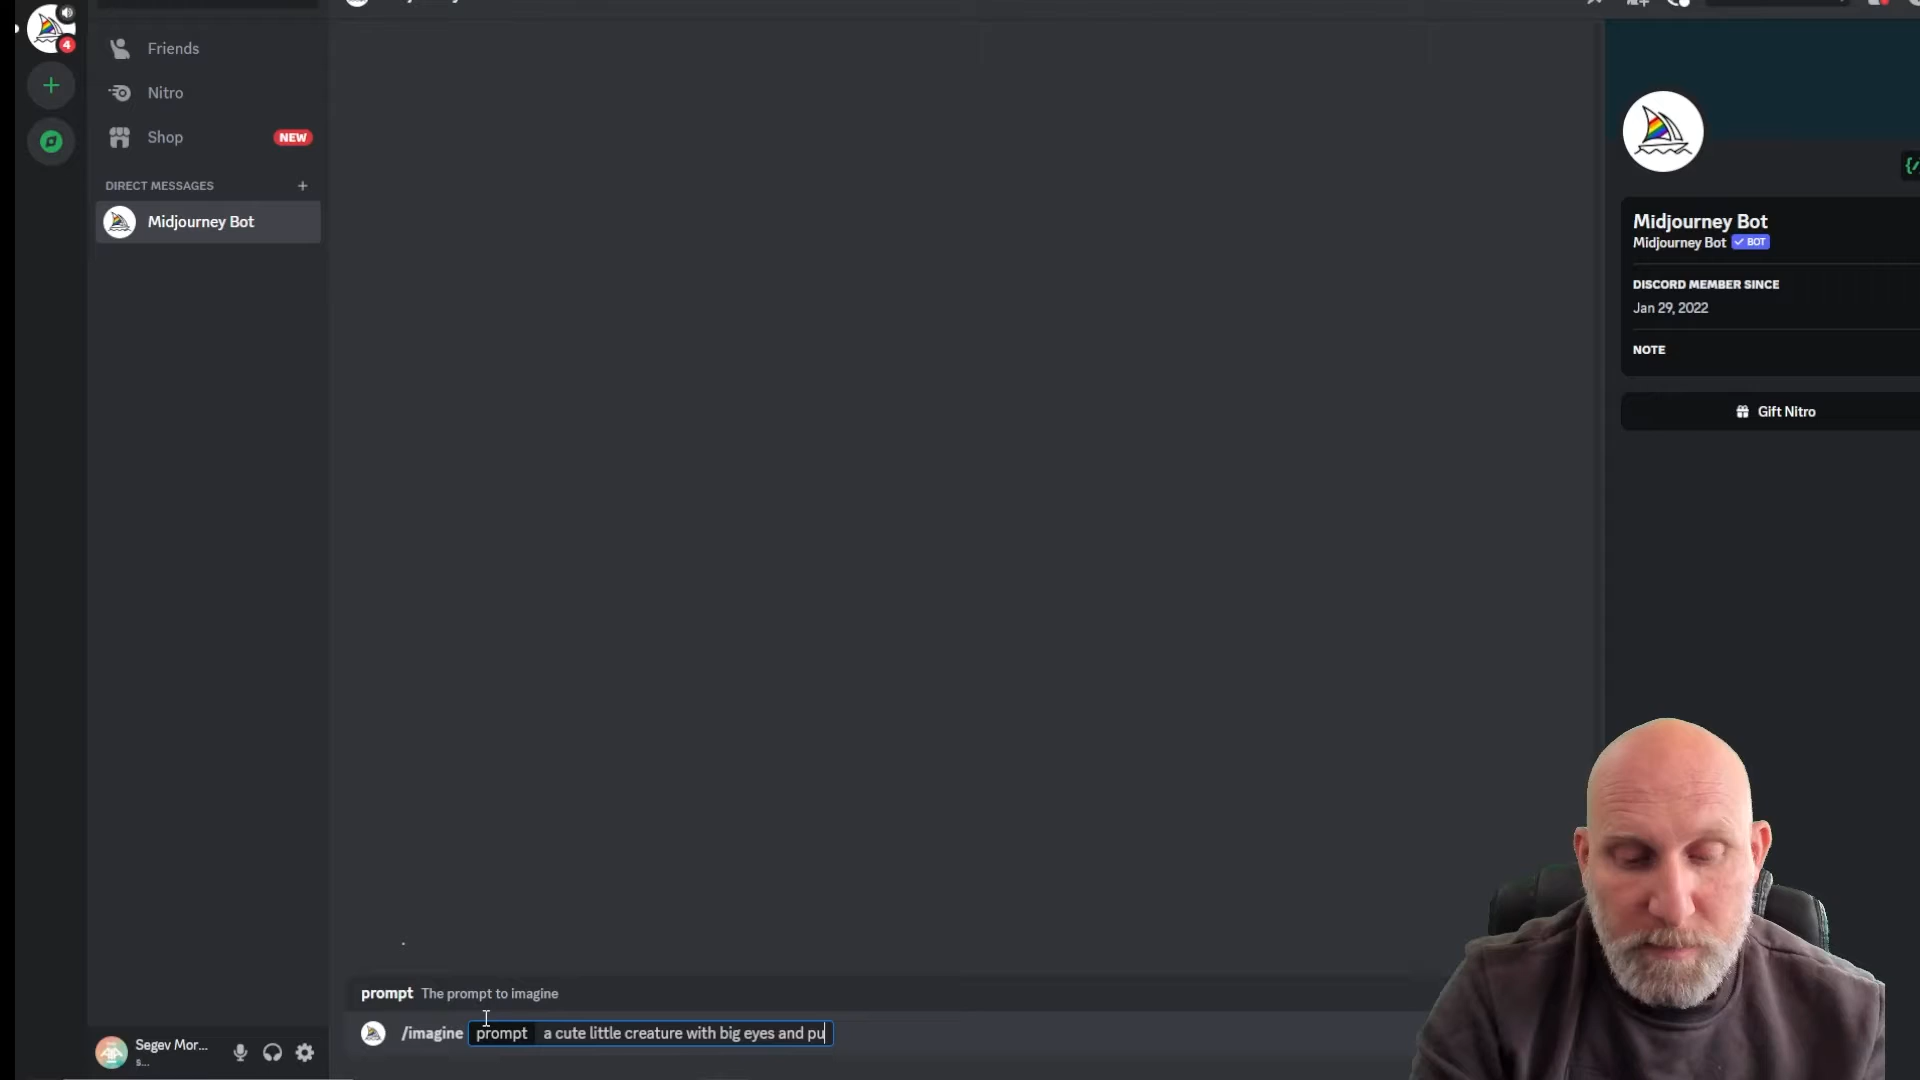 4
Friends
Nitro
Shop
NEW
DIRECT MESSAGES
Midjourney Bot
Midjourney Bot
Midjourney Bot BOT
DISCORD MEMBER SINCE
Jan 29, 2022
NOTE
Gift Nitro
prompt The prompt to imagine
/imagine prompt a cute little creature with big eyes and pu
Segev Mor...
s...